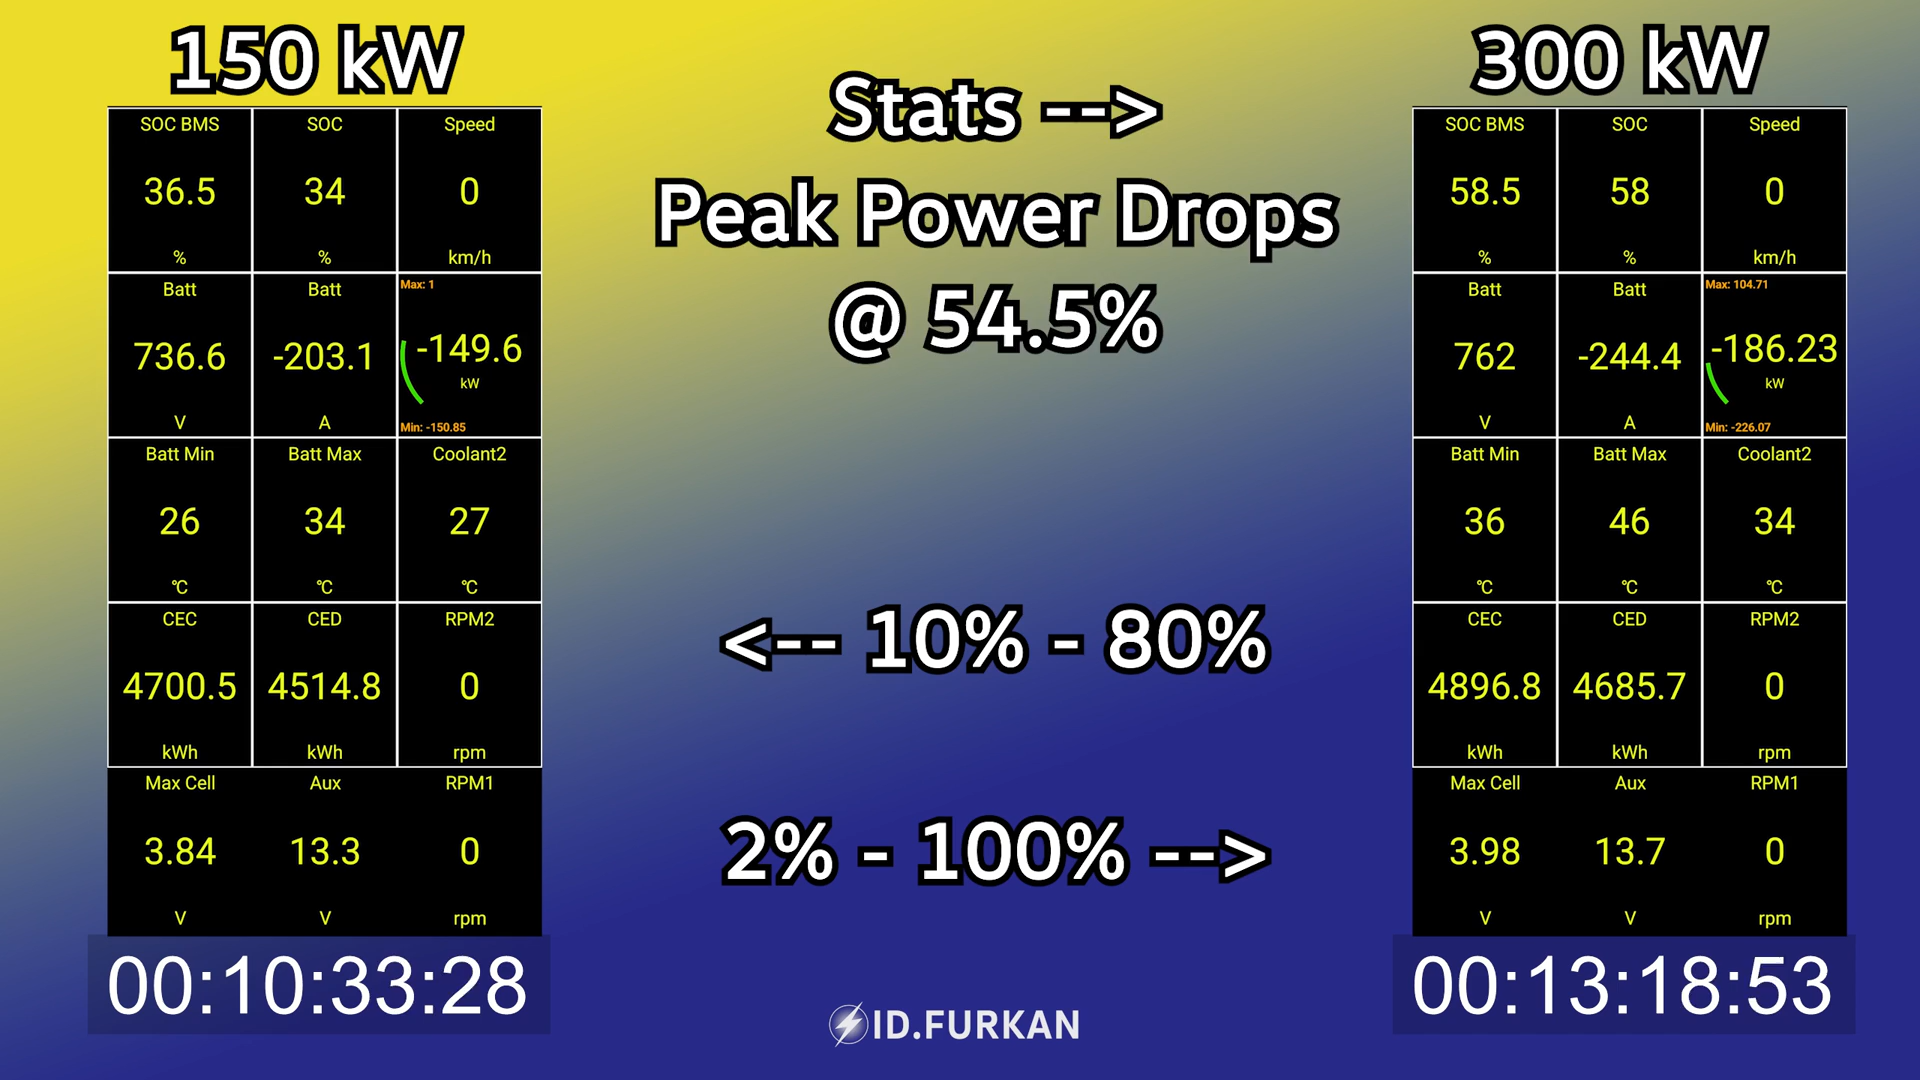 150 kW
SOC BMS SOC Speed
36.5 34 0
% % km/h
Batt Batt Max: 1
736.6 -203.1 -149.6
kW
V A Min: -150.85
Batt Min Batt Max Coolant2
26 34 27
℃ ℃ ℃
CEC CED RPM2
4700.5 4514.8 0
kWh kWh rpm
Max Cell Aux RPM1
3.84 13.3 0
V V rpm
00:10:33:28
Stats -->
Peak Power Drops
@ 54.5%
<-- 10% - 80%
2% - 100% -->
ID.FURKAN
300 kW
SOC BMS SOC Speed
58.5 58 0
% % km/h
Batt Batt Max: 104.71
762 -244.4 -186.23
kW
V A Min: -226.07
Batt Min Batt Max Coolant2
36 46 34
℃ ℃ ℃
CEC CED RPM2
4896.8 4685.7 0
kWh kWh rpm
Max Cell Aux RPM1
3.98 13.7 0
V V rpm
00:13:18:53